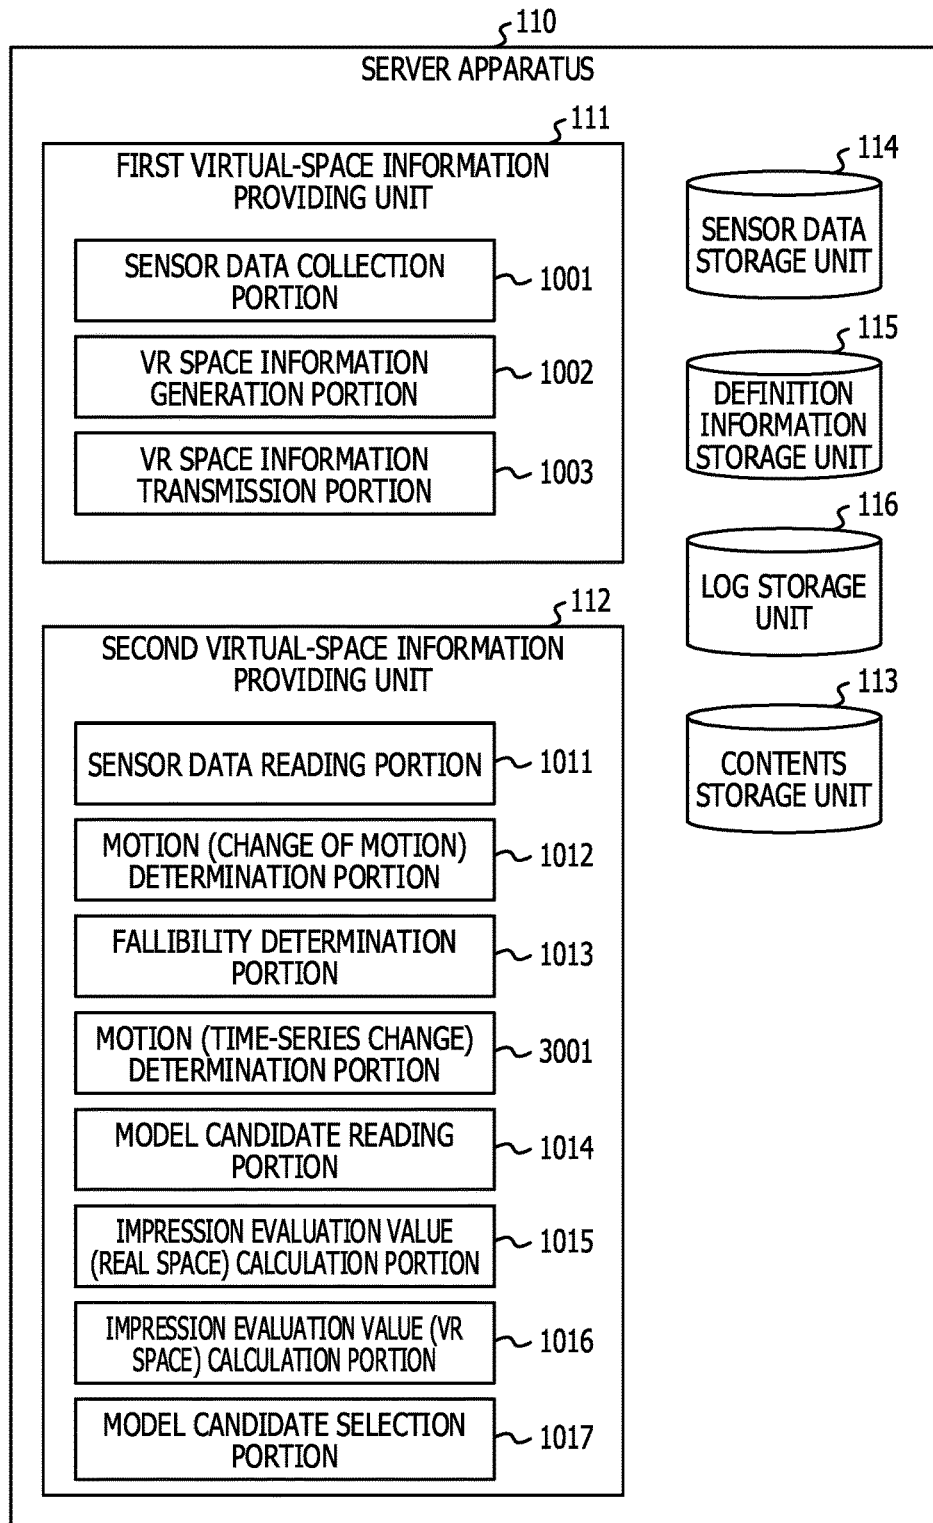 110
SERVER APPARATUS
111
FIRST VIRTUAL-SPACE INFORMATION
PROVIDING UNIT
SENSOR DATA COLLECTION
PORTION
1001
VR SPACE INFORMATION
GENERATION PORTION
1002
VR SPACE INFORMATION
TRANSMISSION PORTION
1003
112
SECOND VIRTUAL-SPACE INFORMATION
PROVIDING UNIT
SENSOR DATA READING PORTION
1011
MOTION (CHANGE OF MOTION)
DETERMINATION PORTION
1012
FALLIBILITY DETERMINATION
PORTION
1013
MOTION (TIME-SERIES CHANGE)
DETERMINATION PORTION
3001
MODEL CANDIDATE READING
PORTION
1014
IMPRESSION EVALUATION VALUE
(REAL SPACE) CALCULATION PORTION
1015
IMPRESSION EVALUATION VALUE (VR
SPACE) CALCULATION PORTION
1016
MODEL CANDIDATE SELECTION
PORTION
1017
114
SENSOR DATA
STORAGE UNIT
115
DEFINITION
INFORMATION
STORAGE UNIT
116
LOG STORAGE
UNIT
113
CONTENTS
STORAGE UNIT